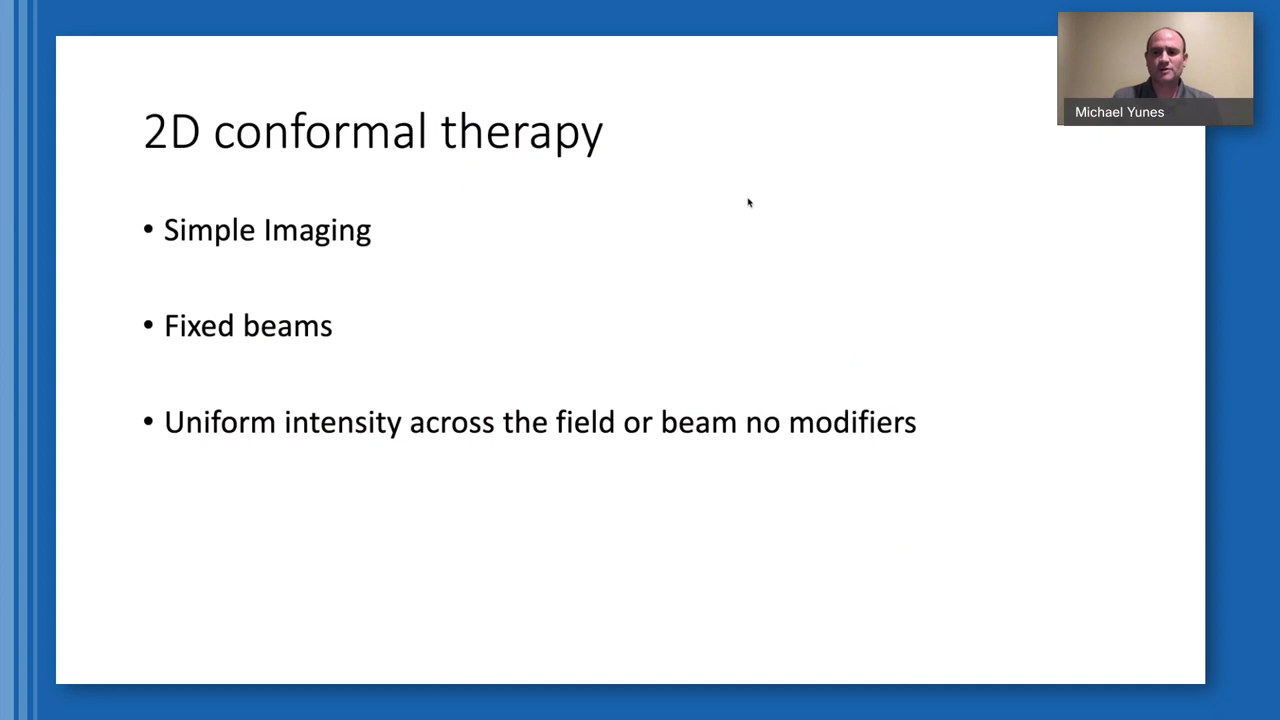 2D conformal therapy
• Simple Imaging
• Fixed beams
• Uniform intensity across the field or beam no modifiers
Michael Yunes